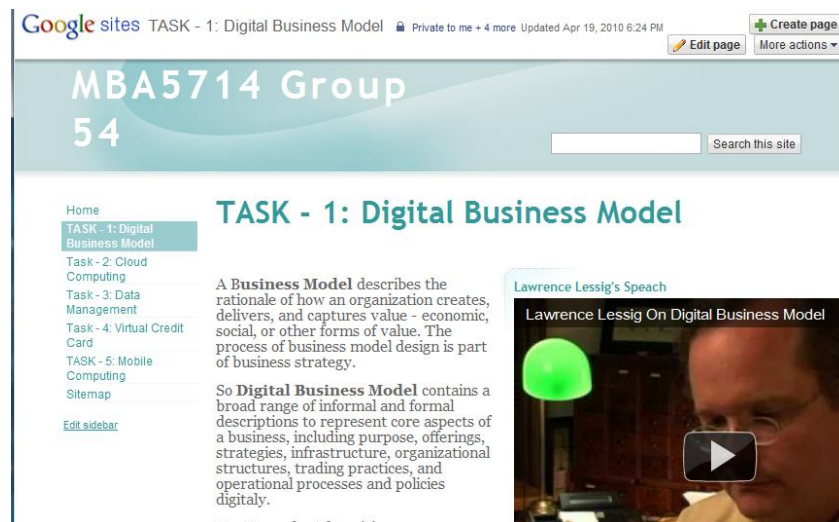 Google sites TASK - 1: Digital Business Model Private to me + 4 more Updated Apr 19, 2010 6:24 PM
Create page
Edit page
More actions
MBA5714 Group
54
Search this site
Home
TASK - 1: Digital
Business Model
Task - 2: Cloud
Computing
Task - 3: Data
Management
Task - 4: Virtual Credit
Card
TASK - 5: Mobile
Computing
Sitemap
Edit sidebar
TASK - 1: Digital Business Model
A Business Model describes the
rationale of how an organization creates,
delivers, and captures value - economic,
social, or other forms of value. The
process of business model design is part
of business strategy.
So Digital Business Model contains a
broad range of informal and formal
descriptions to represent core aspects of
a business, including purpose, offerings,
strategies, infrastructure, organizational
structures, trading practices, and
operational processes and policies
digitaly.
Lawrence Lessig's Speach
Lawrence Lessig On Digital Business Model